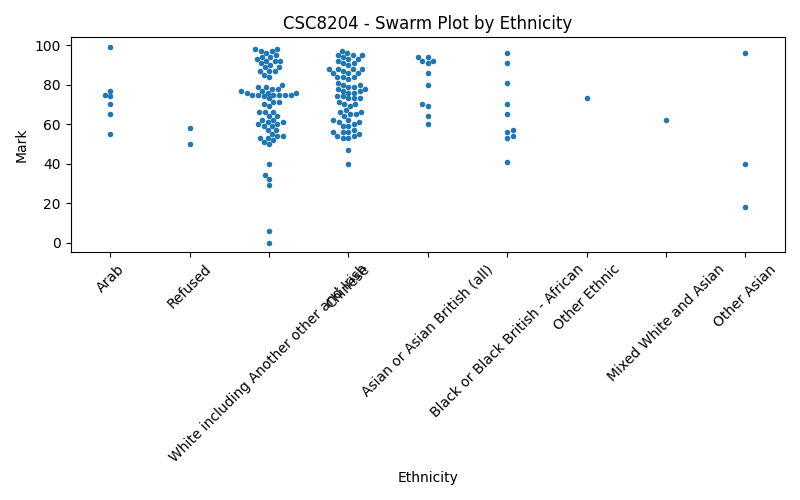 CSC8204 - Swarm Plot by Ethnicity
Mark
100
80
60
40
20
0
Arab
Refused
White including Another other and Irish
Chinese
Asian or Asian British (all)
Black or Black British - African
Other Ethnic
Mixed White and Asian
Other Asian
Ethnicity